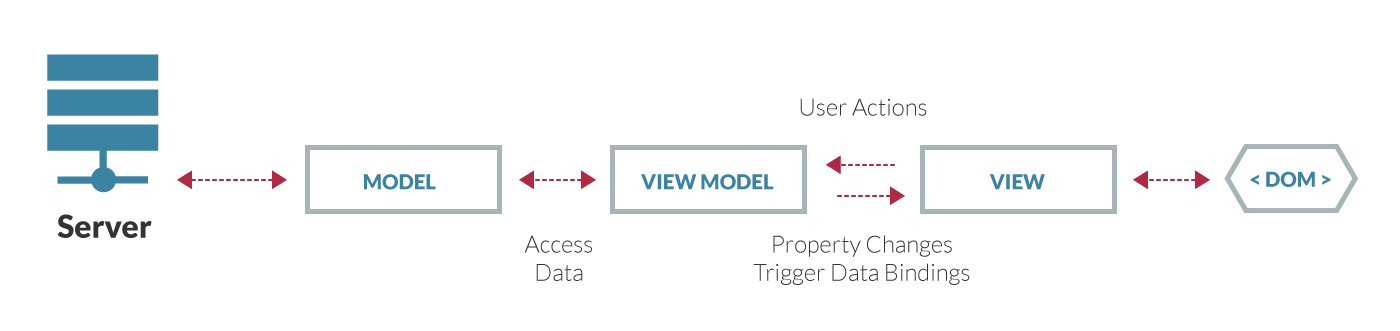 User Actions
MODEL
VIEW MODEL
VIEW
< DOM >
Server
Access
Data
Property Changes
Trigger Data Bindings